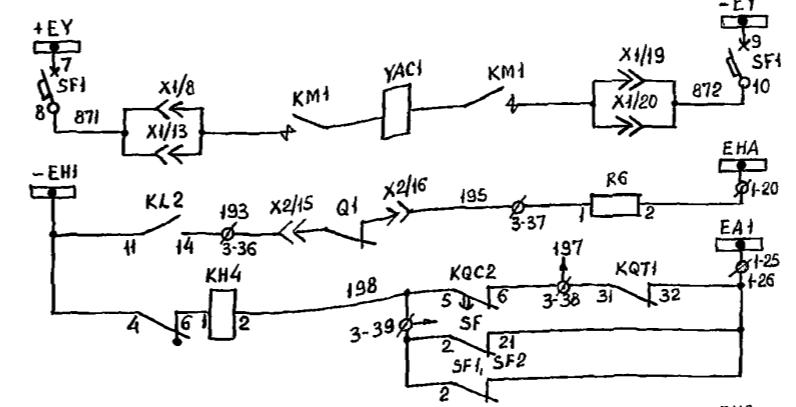 +EY
-EY
7
SF1
8
871
X1/8
X1/13
KM1
YAC1
KM1
X1/19
X1/20
872
9
SF1
10
-EH1
KL2
11
14
193
3-36
X2/15
Q1
X2/16
195
3-37
R6
1
2
EHA
1-20
EA1
1-25
1-26
4
6
KH4
1
2
198
3-39
KQC2
5
6
197
3-38
KQT1
31
32
SF
2
21
SF1, SF2
2